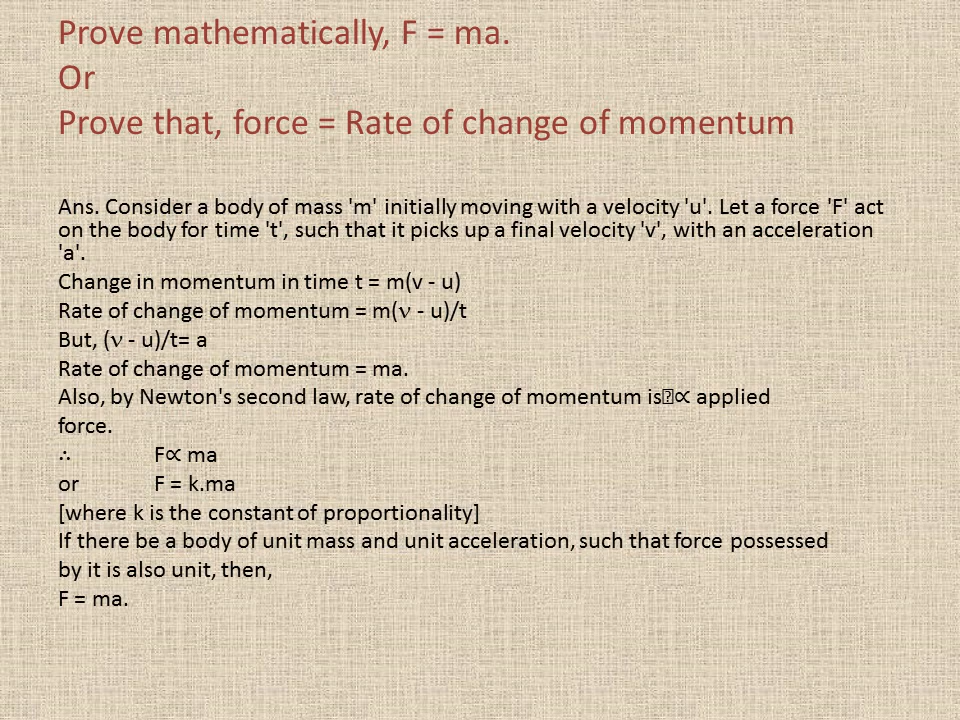 Prove mathematically, F = ma.
Or
Prove that, force = Rate of change of momentum
Ans. Consider a body of mass 'm' initially moving with a velocity 'u'. Let a force 'F' act
on the body for time 't', such that it picks up a final velocity 'v', with an acceleration
'a'.
Change in momentum in time t = m(v - u)
Rate of change of momentum = m(ν - u)/t
But, (ν - u)/t= a
Rate of change of momentum = ma.
Also, by Newton's second law, rate of change of momentum is⍰∝ applied
force.
∴ F∝ ma
or F = k.ma
[where k is the constant of proportionality]
If there be a body of unit mass and unit acceleration, such that force possessed
by it is also unit, then,
F = ma.